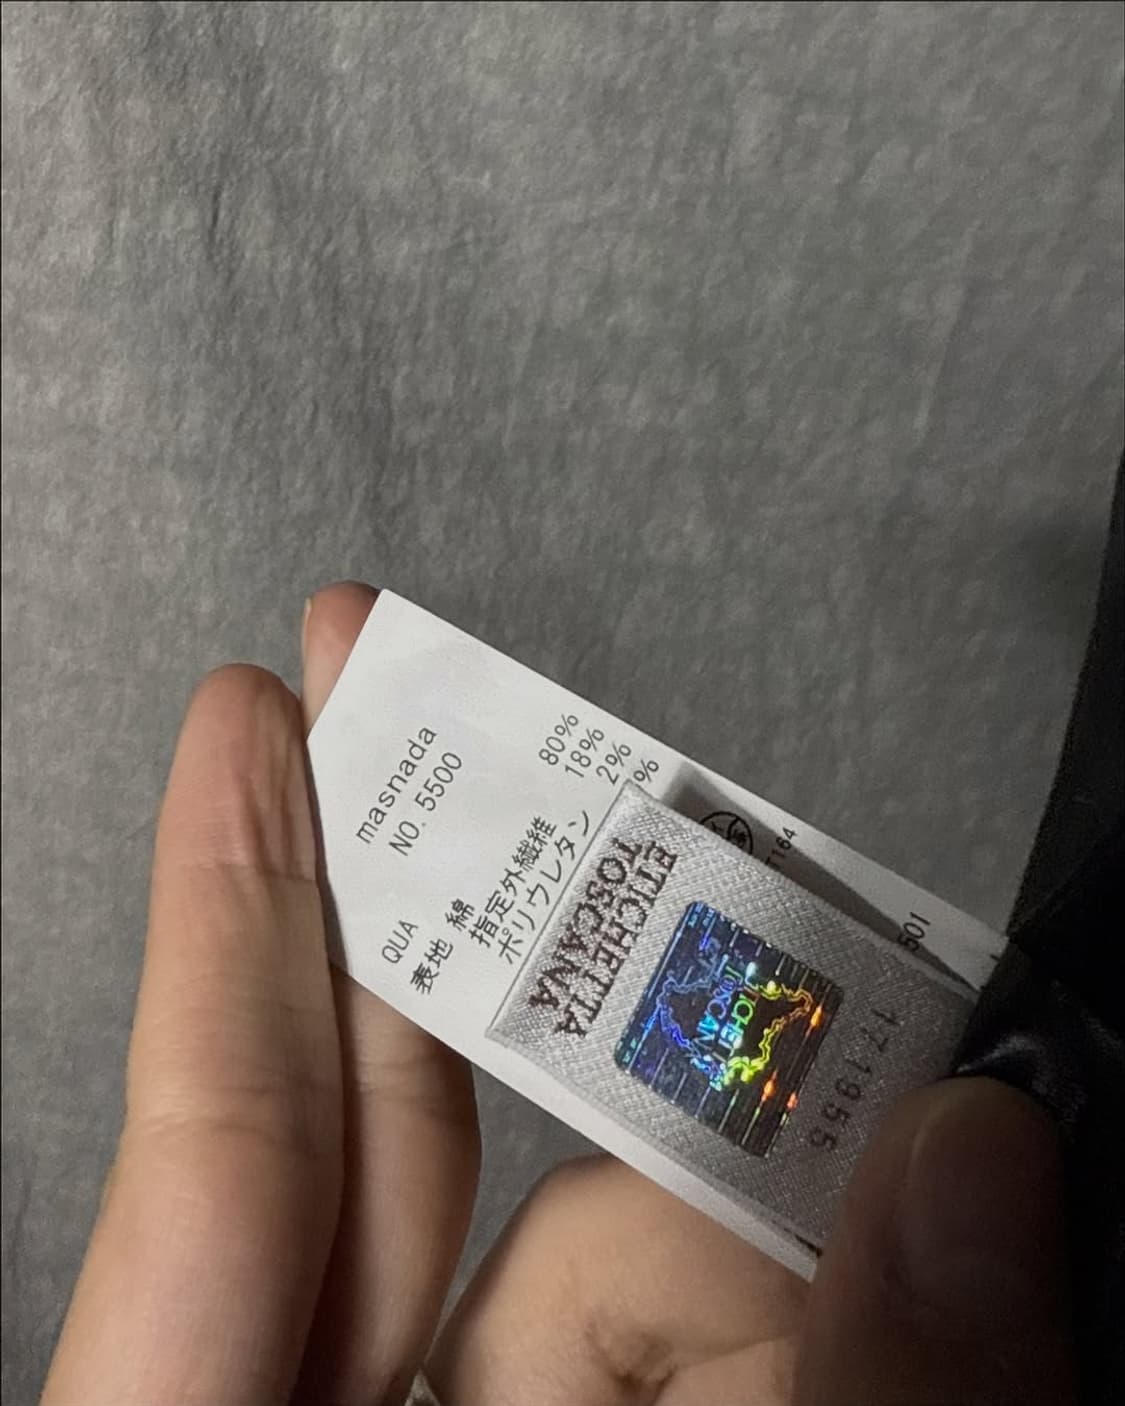 masnada
NO. 5500
QUA
表地 綿 80%
指定外繊維 18%
ポリウレタン 2%
%
ETICHETTA
TOSCANA
171955
T164
501